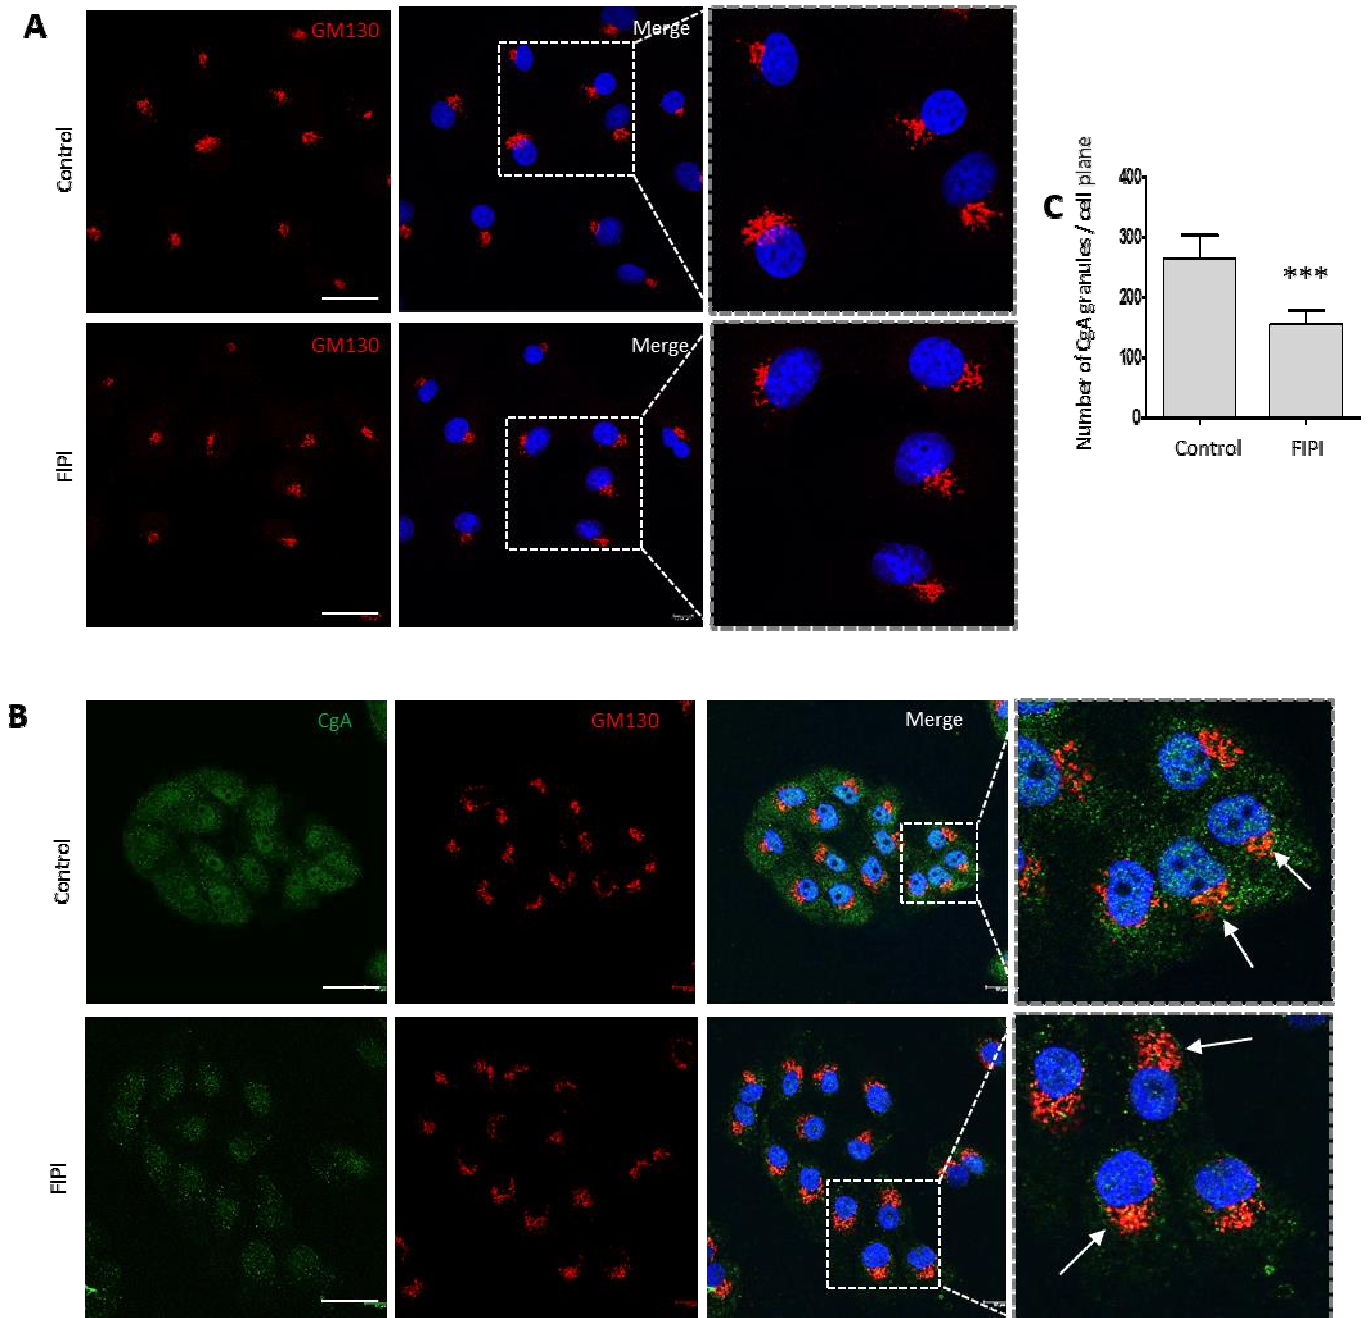 A
GM130
Merge
Control
GM130
Merge
FIPI
C
Number of CgA granules / cell plane
400
300
200
100
0
***
Control
FIPI
B
CgA
GM130
Merge
Control
FIPI